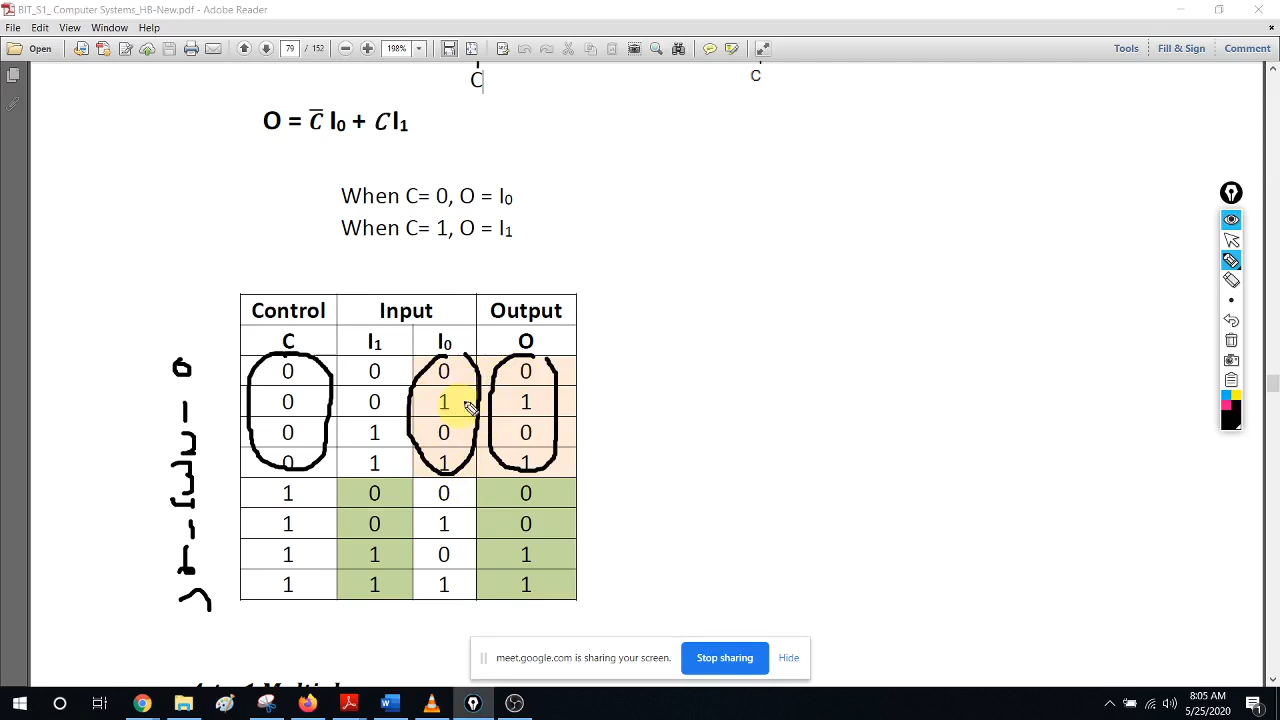 BIT_S1_ Computer Systems_HB-New.pdf - Adobe Reader
File Edit View Window Help
Open 79 / 152 198% Tools Fill & Sign Comment
C C
O = C̅ I₀ + C I₁
When C= 0, O = I₀
When C= 1, O = I₁
Control Input Output
C I₁ I₀ O
0 0 0 0
0 0 1 1
0 1 0 0
0 1 1 1
1 0 0 0
1 0 1 0
1 1 0 1
1 1 1 1
meet.google.com is sharing your screen. Stop sharing Hide
8:05 AM
5/25/2020